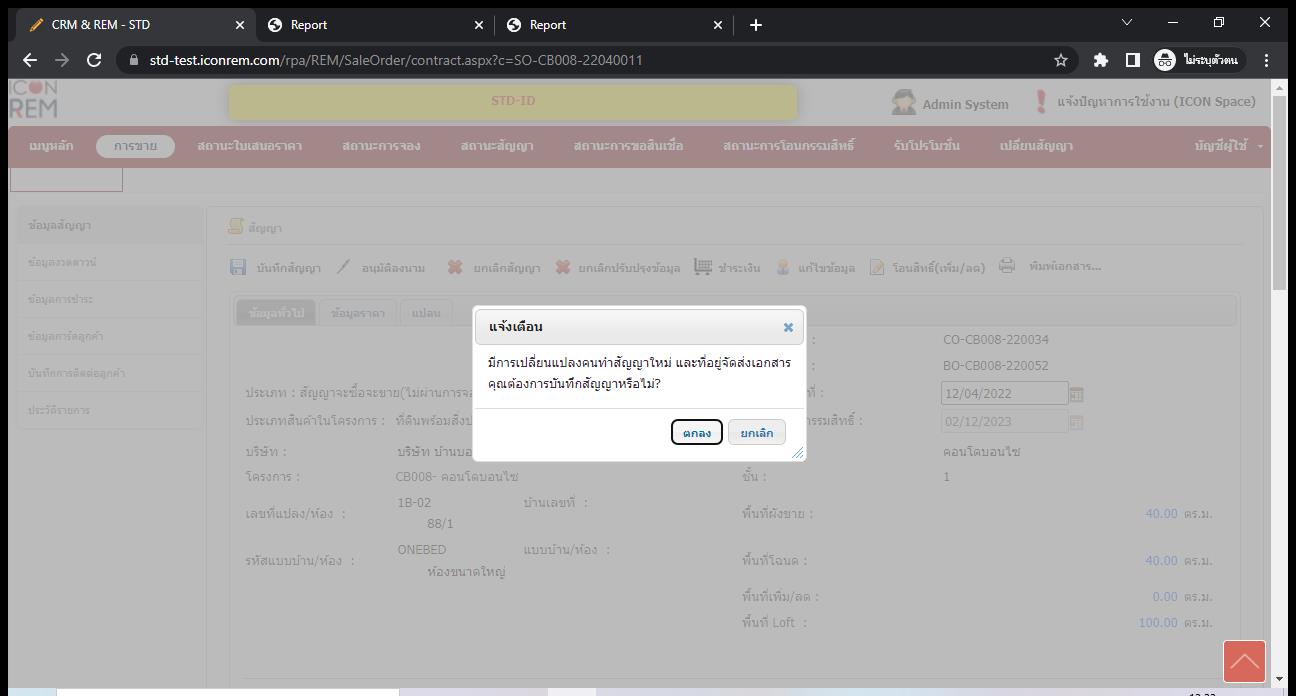 CRM & REM - STD
Report
Report
std-test.iconrem.com/rpa/REM/SaleOrder/contract.aspx?c=SO-CB008-22040011
ไม่ระบุตัวตน
ICON
REM
STD-ID
Admin System
แจ้งปัญหาการใช้งาน (ICON Space)
เมนูหลัก การขาย สถานะใบเสนอราคา สถานะการจอง สถานะสัญญา สถานะการขอสินเชื่อ สถานะการโอนกรรมสิทธิ์ รับโปรโมชั่น เปลี่ยนสัญญา บัญชีผู้ใช้
ข้อมูลสัญญา
ข้อมูลงวดดาวน์
ข้อมูลการชำระ
ข้อมูลการ์ดลูกค้า
บันทึกการติดต่อลูกค้า
ประวัติรายการ
สัญญา
บันทึกสัญญา อนุมัติลงนาม ยกเลิกสัญญา ยกเลิกปรับปรุงข้อมูล ชำระเงิน แก้ไขข้อมูล โอนสิทธิ์(เพิ่ม/ลด) พิมพ์เอกสาร...
ข้อมูลทั่วไป ข้อมูลราคา แปลน
แจ้งเตือน
มีการเปลี่ยนแปลงคนทำสัญญาใหม่ และที่อยู่จัดส่งเอกสาร
คุณต้องการบันทึกสัญญาหรือไม่?
ตกลง ยกเลิก
: CO-CB008-220034
: BO-CB008-220052
ประเภท : สัญญาจะซื้อจะขาย(ไม่ผ่านการจอ
ที่ : 12/04/2022
ประเภทสินค้าในโครงการ : ที่ดินพร้อมสิ่งป
กรรมสิทธิ์ : 02/12/2023
บริษัท : บริษัท บ้านบอ
คอนโดบอนไซ
โครงการ : CB008- คอนโดบอนไซ
ชั้น : 1
เลขที่แปลง/ห้อง : 1B-02 บ้านเลขที่ :
88/1
พื้นที่ผังขาย : 40.00 ตร.ม.
รหัสแบบบ้าน/ห้อง : ONEBED แบบบ้าน/ห้อง :
ห้องขนาดใหญ่
พื้นที่โฉนด : 40.00 ตร.ม.
พื้นที่เพิ่ม/ลด : 0.00 ตร.ม.
พื้นที่ Loft : 100.00 ตร.ม.